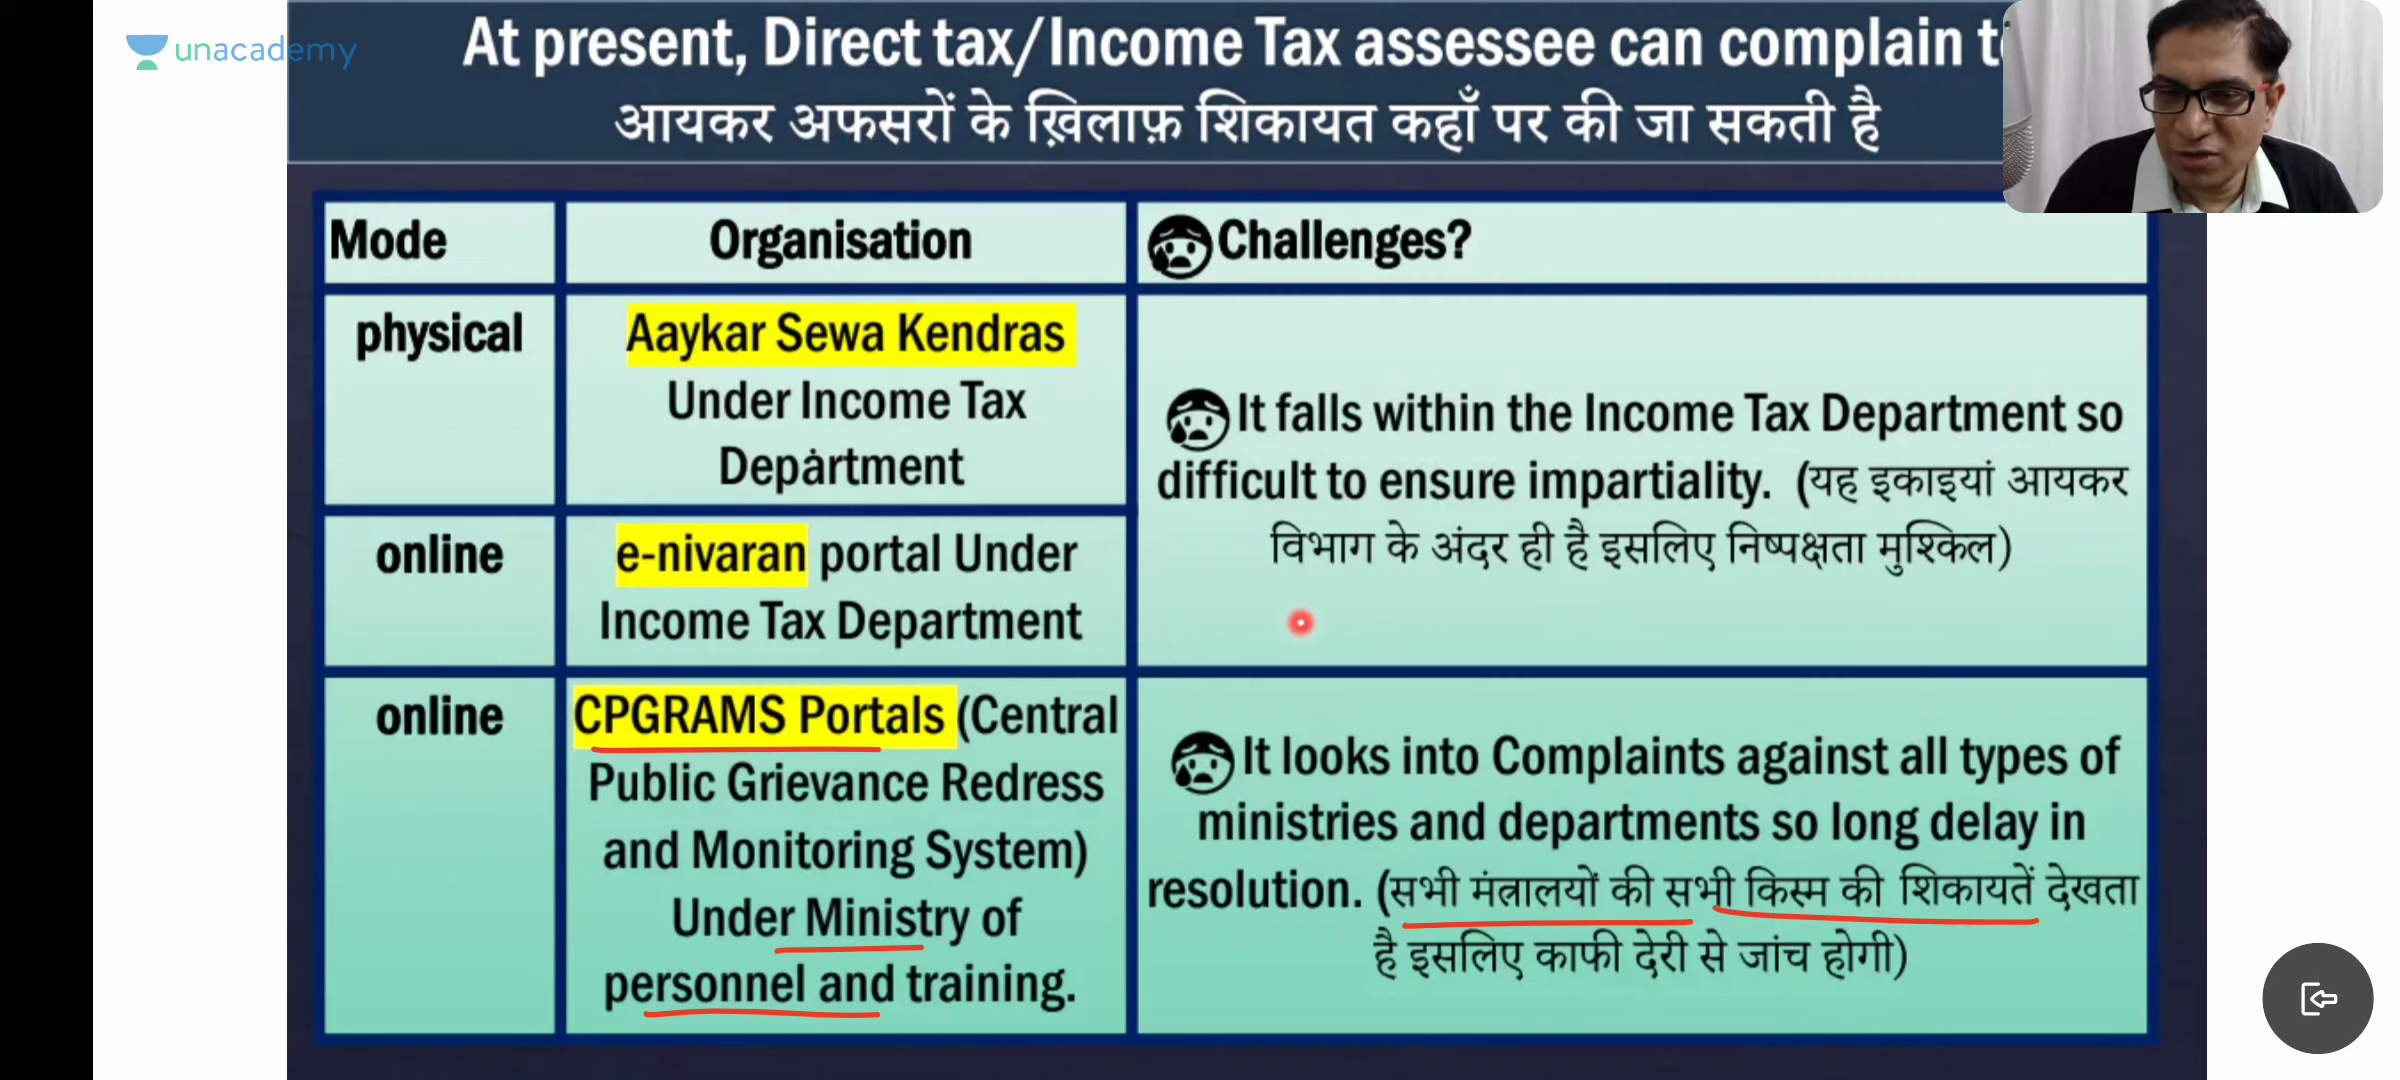 unacademy
At present, Direct tax/Income Tax assessee can complain
आयकर अफसरों के ख़िलाफ़ शिकायत कहाँ पर की जा सकती है
Mode
Organisation
Challenges?
physical
Aaykar Sewa Kendras
Under Income Tax
Department
It falls within the Income Tax Department so
difficult to ensure impartiality. (यह इकाइयां आयकर
विभाग के अंदर ही है इसलिए निष्पक्षता मुश्किल)
online
e-nivaran portal Under
Income Tax Department
online
CPGRAMS Portals (Central
Public Grievance Redress
and Monitoring System)
Under Ministry of
personnel and training.
It looks into Complaints against all types of
ministries and departments so long delay in
resolution. (सभी मंत्रालयों की सभी किस्म की शिकायतें देखता
है इसलिए काफी देरी से जांच होगी)